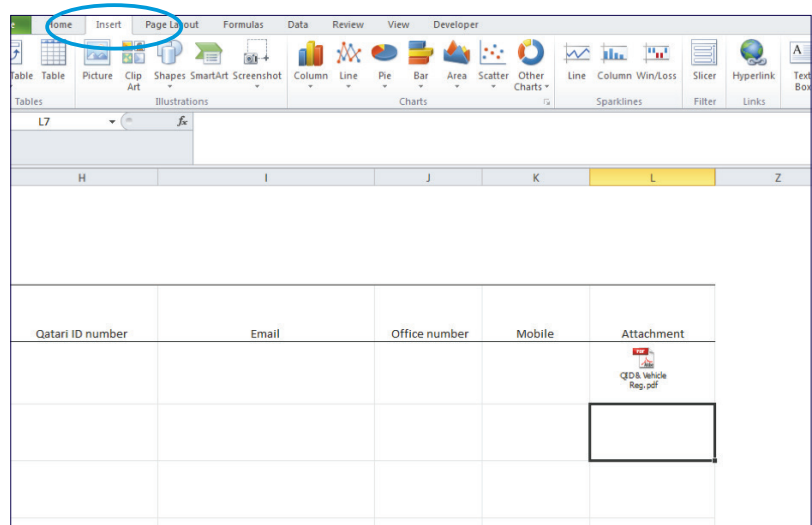 e Home Insert Page Layout Formulas Data Review View Developer
Table Table Picture Clip Art Shapes SmartArt Screenshot Column Line Pie Bar Area Scatter Other Charts Line Column Win/Loss Slicer Hyperlink Text Box
Tables Illustrations Charts Sparklines Filter Links
L7 fx
H I J K L Z
Qatari ID number Email Office number Mobile Attachment
PDF
QID & Vehicle
Reg.pdf